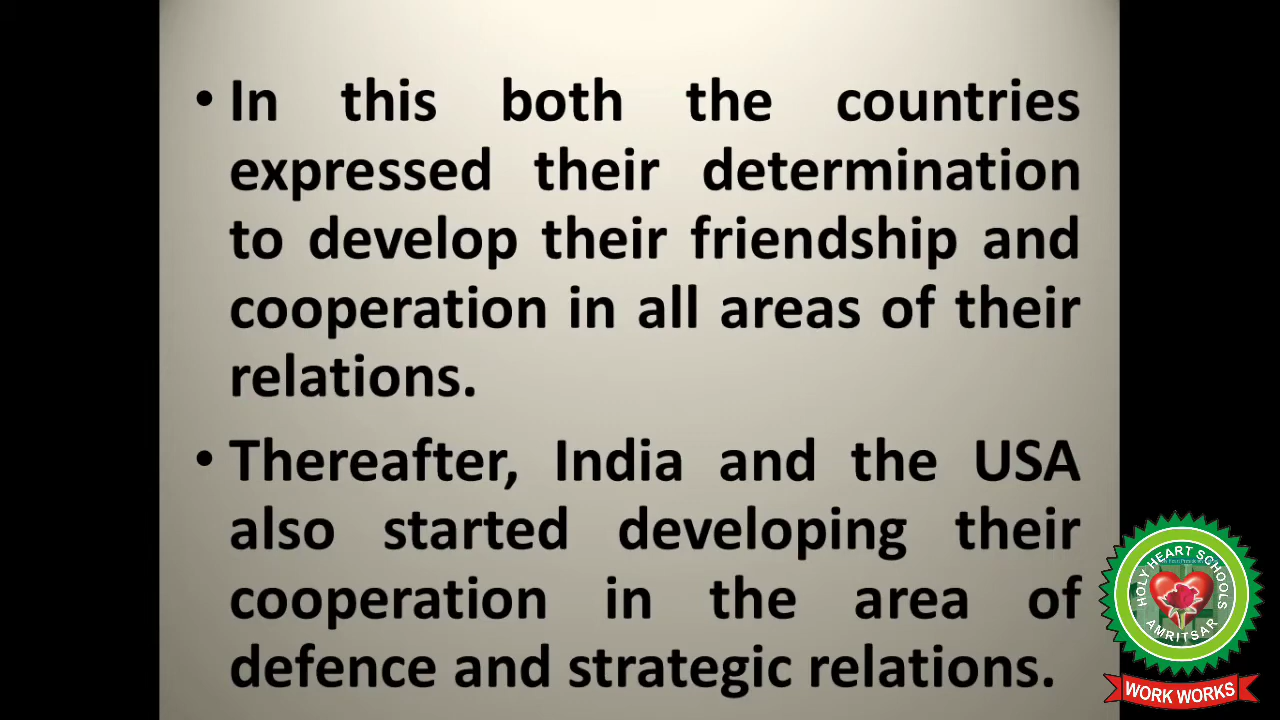 • In this both the countries
expressed their determination
to develop their friendship and
cooperation in all areas of their
relations.
• Thereafter, India and the USA
also started developing their
cooperation in the area of
defence and strategic relations.
HOLY HEART SCHOOLS
AMRITSAR
WORK WORKS